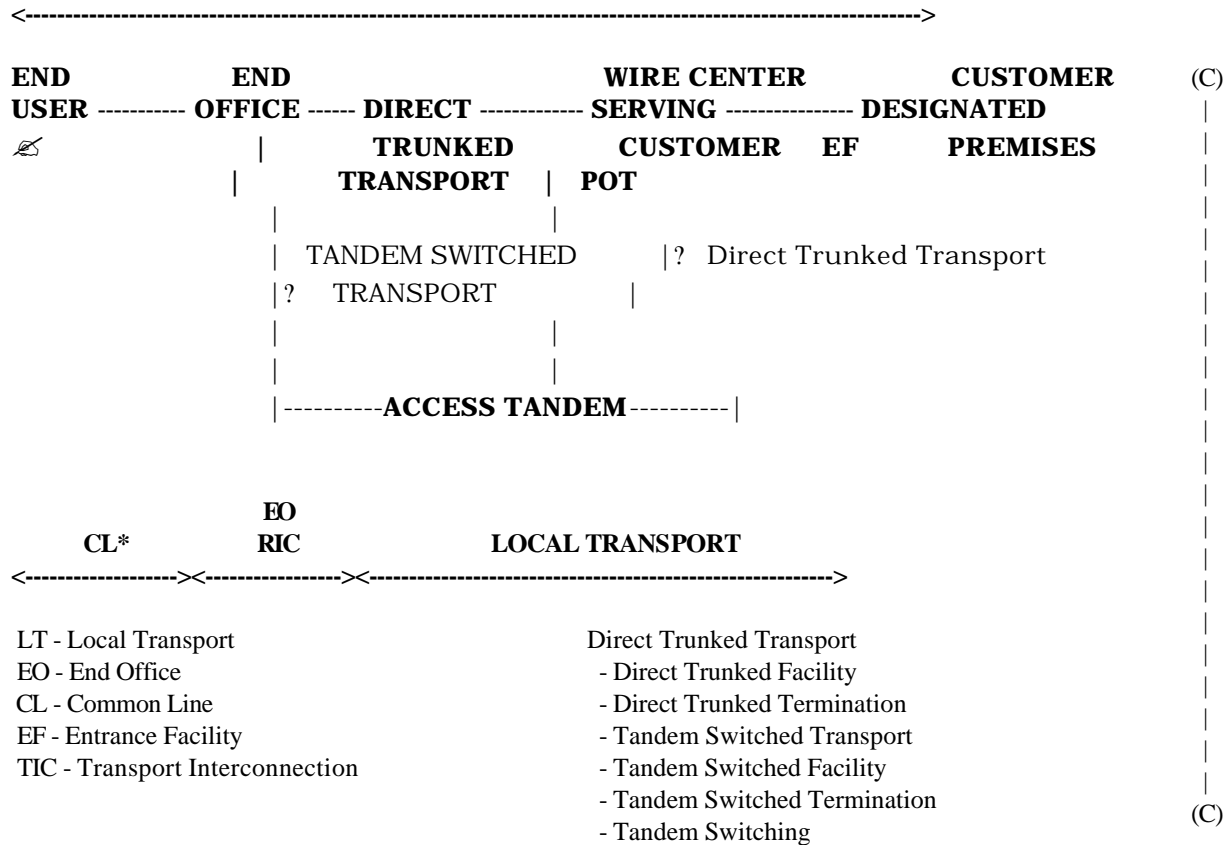 <---------------------------------------------------------------------------------------------------------------->
END END WIRE CENTER CUSTOMER (C)
USER ----------- OFFICE ------ DIRECT ------------- SERVING ---------------- DESIGNATED |
| TRUNKED CUSTOMER EF PREMISES |
| TRANSPORT | POT |
| | |
| TANDEM SWITCHED |? Direct Trunked Transport |
|? TRANSPORT | |
| | |
| | |
|----------ACCESS TANDEM----------| |
EO
CL* RIC LOCAL TRANSPORT
<-------------------><-----------------><---------------------------------------------------------->
LT - Local Transport Direct Trunked Transport
EO - End Office - Direct Trunked Facility
CL - Common Line - Direct Trunked Termination
EF - Entrance Facility - Tandem Switched Transport
TIC - Transport Interconnection - Tandem Switched Facility
- Tandem Switched Termination
- Tandem Switching (C)